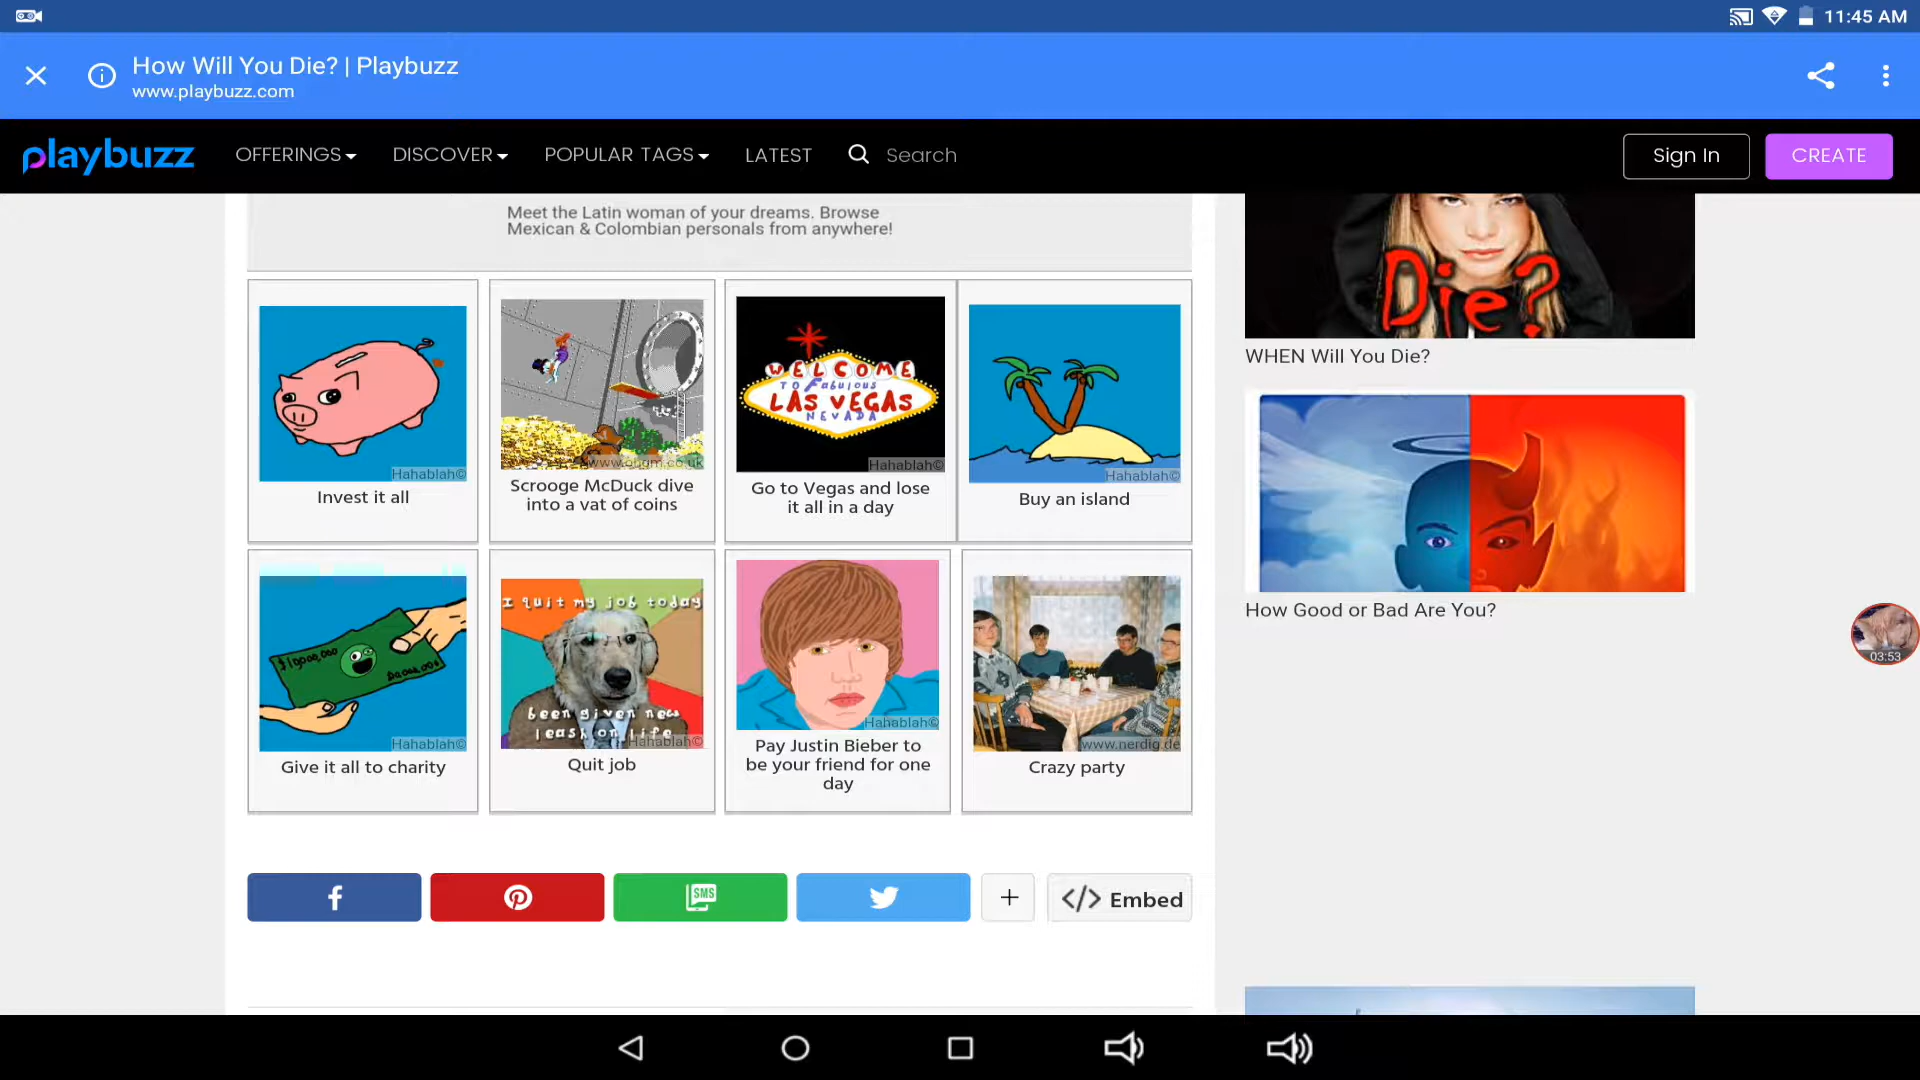 11:45 AM
How Will You Die? | Playbuzz
www.playbuzz.com
playbuzz
OFFERINGS
DISCOVER
POPULAR TAGS
LATEST
Search
Sign In
CREATE
Meet the Latin woman of your dreams. Browse
Mexican & Colombian personals from anywhere!
Hahablah©
Invest it all
www.ougm.co.uk
Scrooge McDuck dive
into a vat of coins
WELCOME
TO Fabulous
LAS VEGAS
NEVADA
Hahablah©
Go to Vegas and lose
it all in a day
Hahablah©
Buy an island
Hahablah©
Give it all to charity
I quit my job today
been given new
leash on life
Hahablah©
Quit job
Hahablah©
Pay Justin Bieber to
be your friend for one
day
www.nerdig.de
Crazy party
SMS
+
</> Embed
Die?
WHEN Will You Die?
How Good or Bad Are You?
03:53